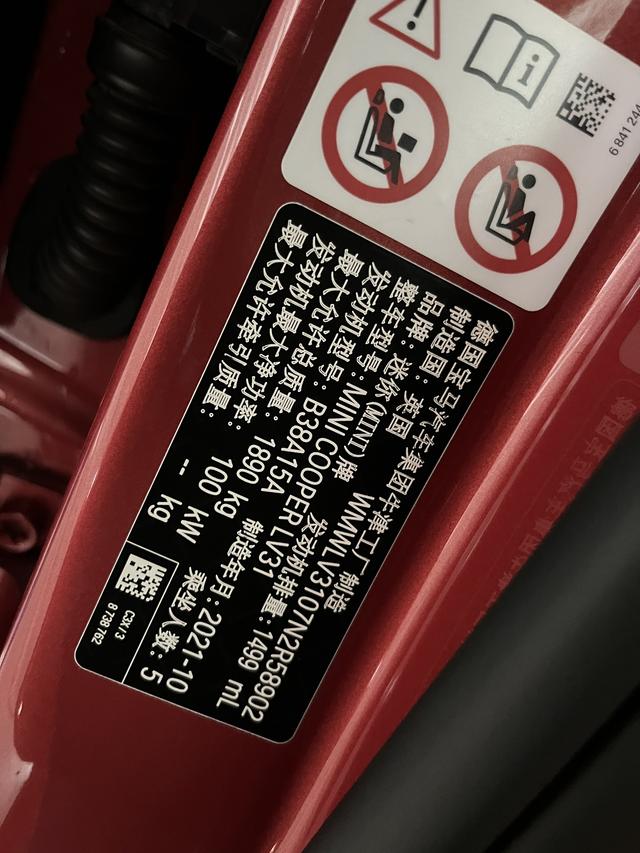 6 841 244
德国宝马汽车集团牛津工厂制造
制造国：英国 WMWLV3107N2R58902
品牌：迷你(MINI)牌 发动机排量：1499 mL
整车型号：MINI COOPER LV31
发动机型号：B38A15A 制造年月：2021-10
最大允许总质量：1890 kg 乘坐人数：5
发动机最大净功率：100 kW
最大允许牵引质量：-- kg
C3X / 3
8 738 762